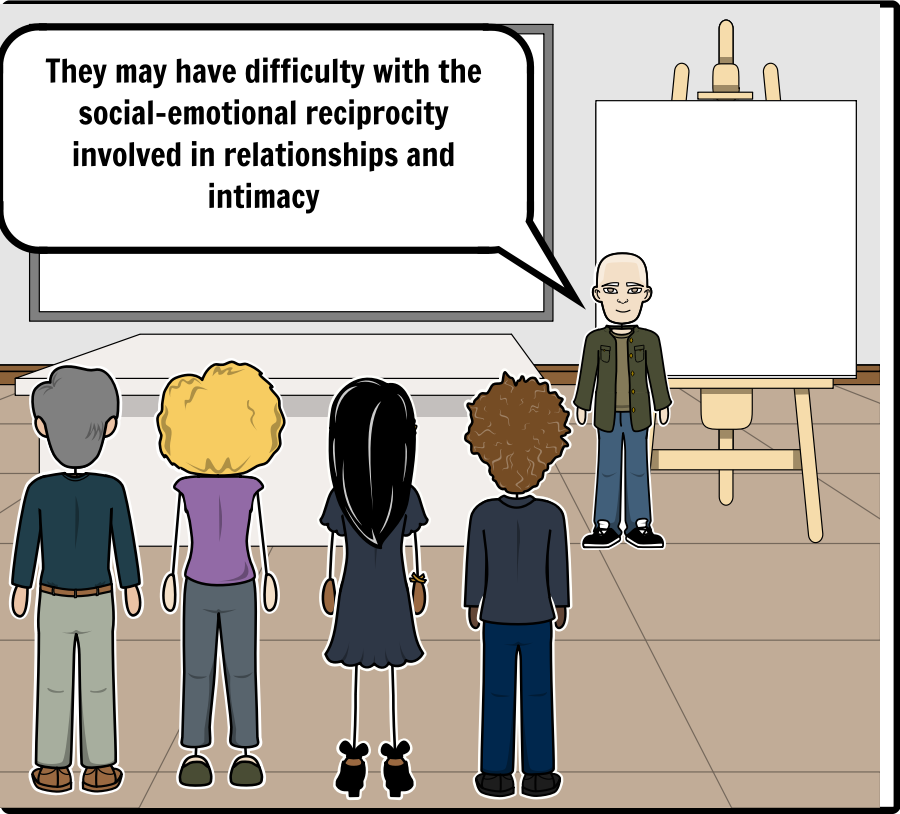 They may have difficulty with the
social-emotional reciprocity
involved in relationships and
intimacy